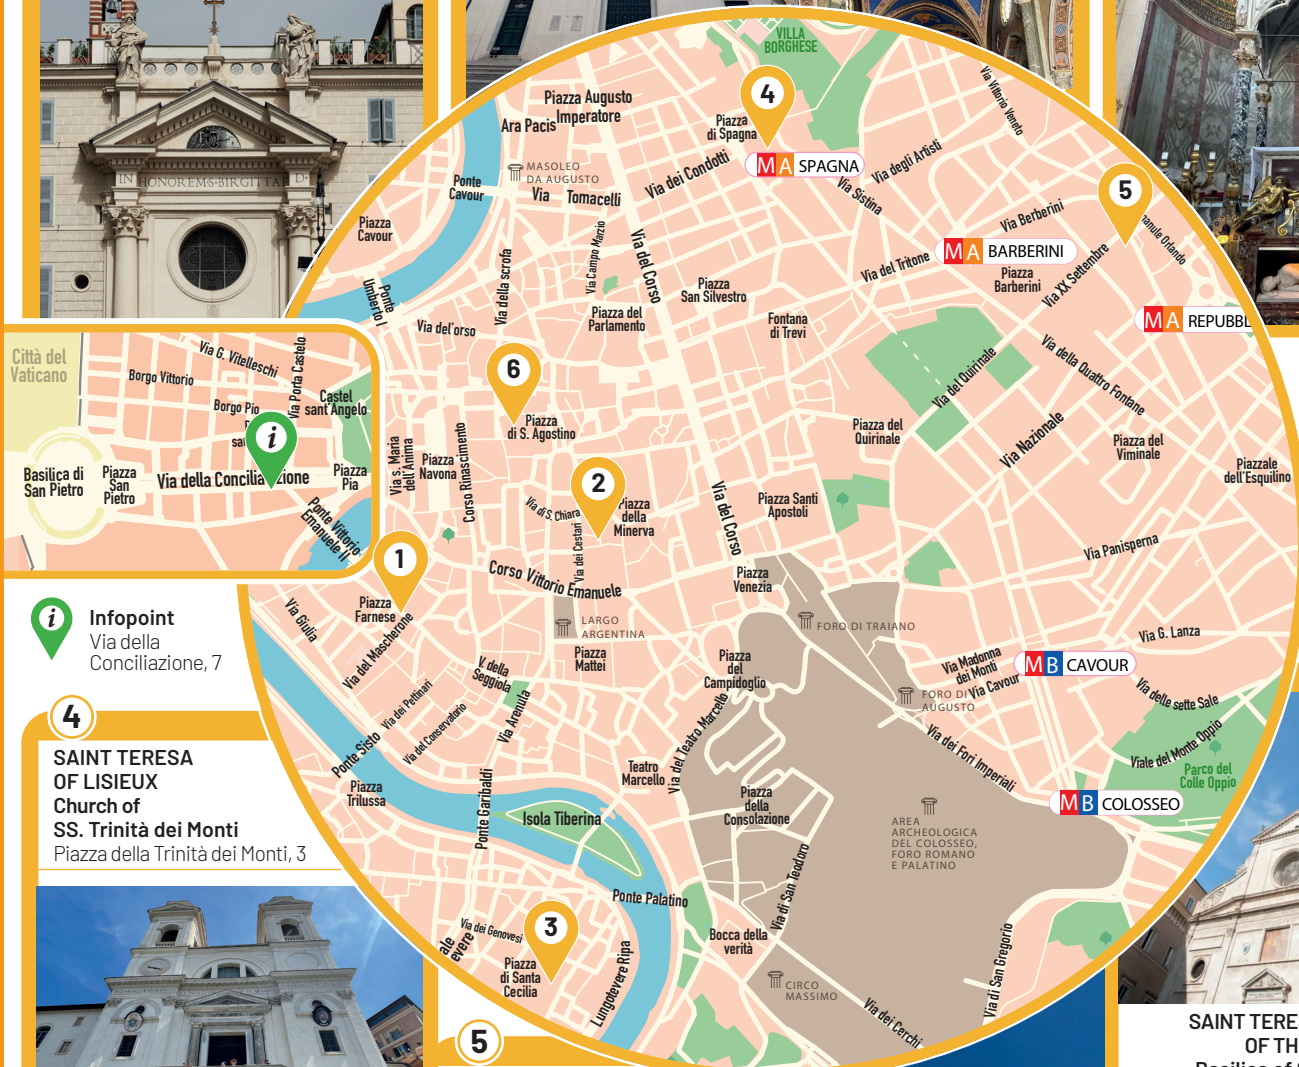 IN HONOREM S·BIRGITTAE D·
VILLA
BORGHESE
4
Piazza Augusto
Imperatore
Ara Pacis
Piazza
di Spagna
MASOLEO
DA AUGUSTO
M A SPAGNA
Via dei Condotti
Via degli Artisti
Via Vittorio Veneto
Via Sistina
Ponte
Cavour
Via Tomacelli
5
Piazza
Cavour
Via Campo Marzio
Via del Corso
Via Berberini
M A BARBERINI
Piazza
Barberini
Via del Tritone
Via XX Settembre
Orlando
Ponte
Umberto I
Via della scrofa
Piazza
San Silvestro
M A REPUBBL
Via del'orso
Piazza del
Parlamento
Fontana
di Trevi
Via della Quattro Fontane
Via del Quirinale
Città del
Vaticano
Via G. Vitelleschi
Via Porta Castelo
Borgo Vittorio
Castel
sant'Angelo
Borgo Pio
i
Basilica di
San Pietro
Piazza
San
Pietro
Via della Conciliazione
Piazza
Pia
Ponte Vittorio
Emanuele II
6
Piazza
di S. Agostino
Via s. Maria
dell'Anima
Piazza
Navona
Corso Rinascimento
2
Via di S. Chiara
Via dei Cestari
Piazza
della
Minerva
Via del Corso
Piazza Santi
Apostoli
Piazza del
Quirinale
Via Nazionale
Piazza del
Viminale
Piazzale
dell'Esquilino
Via Panisperna
1
Piazza
Farnese
Corso Vittorio Emanuele
Piazza
Venezia
i
Infopoint
Via della
Conciliazione, 7
Via Giulia
Via del Mascherone
LARGO
ARGENTINA
Piazza
Mattei
FORO DI TRAIANO
Via G. Lanza
Piazza
del
Campidoglio
Via Madonna
dei Monti
M B CAVOUR
Via Cavour
FORO DI
AUGUSTO
Via delle sette Sale
V. della
Seggiola
Via dei Pettinari
Via del Conservatorio
Via Arenula
Via dei Fori Imperiali
Viale del Monte Oppio
Parco del
Colle Oppio
4
SAINT TERESA
OF LISIEUX
Church of
SS. Trinità dei Monti
Piazza della Trinità dei Monti, 3
Ponte Sisto
Piazza
Trilussa
Ponte Garibaldi
Isola Tiberina
Teatro
Marcello
Via del Teatro Marcello
Piazza
della
Consolazione
M B COLOSSEO
AREA
ARCHEOLOGICA
DEL COLOSSEO,
FORO ROMANO
E PALATINO
Via di San Teodoro
Ponte Palatino
3
Via dei Genovesi
Piazza
di Santa
Cecilia
Lungotevere Ripa
Bocca della
verità
CIRCO
MASSIMO
Via dei Cerchi
Via di San Gregorio
5
SAINT TERE
OF TH